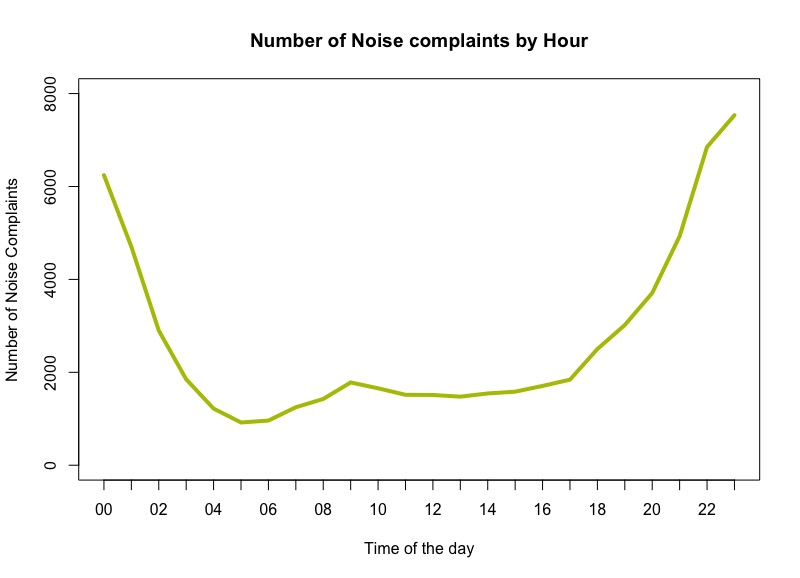 Number of Noise complaints by Hour
Number of Noise Complaints
8000
6000
4000
2000
0
00 02 04 06 08 10 12 14 16 18 20 22
Time of the day